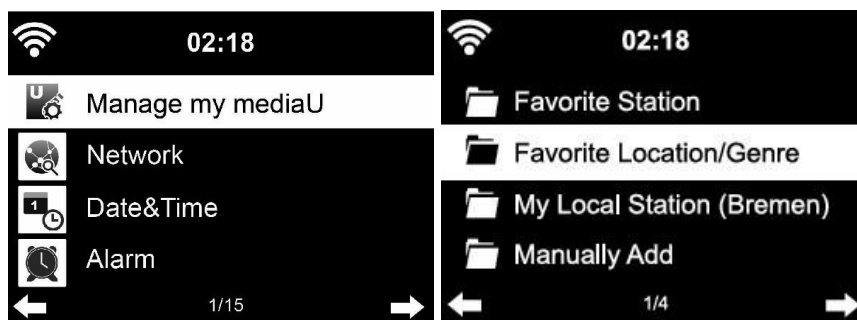 02:18
U
Manage my mediaU
Network
1
Date&Time
Alarm
1/15
02:18
Favorite Station
Favorite Location/Genre
My Local Station (Bremen)
Manually Add
1/4